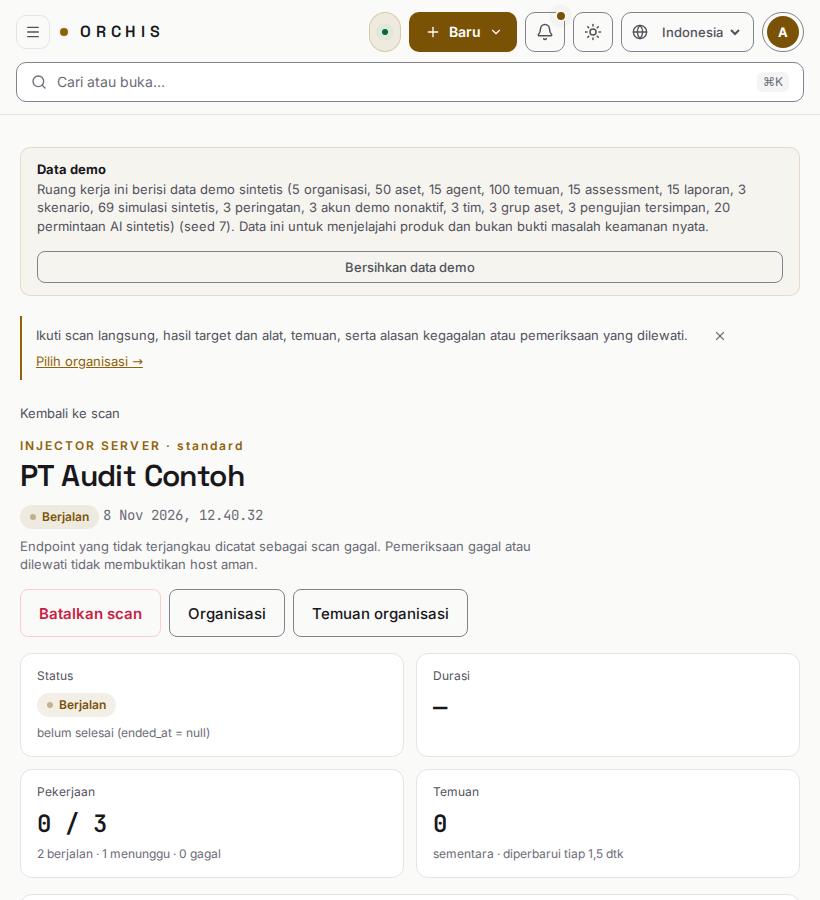 ORCHIS
Baru
Indonesia
A
Cari atau buka...
⌘K
Data demo
Ruang kerja ini berisi data demo sintetis (5 organisasi, 50 aset, 15 agent, 100 temuan, 15 assessment, 15 laporan, 3
skenario, 69 simulasi sintetis, 3 peringatan, 3 akun demo nonaktif, 3 tim, 3 grup aset, 3 pengujian tersimpan, 20
permintaan AI sintetis) (seed 7). Data ini untuk menjelajahi produk dan bukan bukti masalah keamanan nyata.
Bersihkan data demo
Ikuti scan langsung, hasil target dan alat, temuan, serta alasan kegagalan atau pemeriksaan yang dilewati.
Pilih organisasi →
Kembali ke scan
INJECTOR SERVER · standard
PT Audit Contoh
Berjalan 8 Nov 2026, 12.40.32
Endpoint yang tidak terjangkau dicatat sebagai scan gagal. Pemeriksaan gagal atau
dilewati tidak membuktikan host aman.
Batalkan scan
Organisasi
Temuan organisasi
Status
Berjalan
belum selesai (ended_at = null)
Durasi
—
Pekerjaan
0 / 3
2 berjalan · 1 menunggu · 0 gagal
Temuan
0
sementara · diperbarui tiap 1,5 dtk